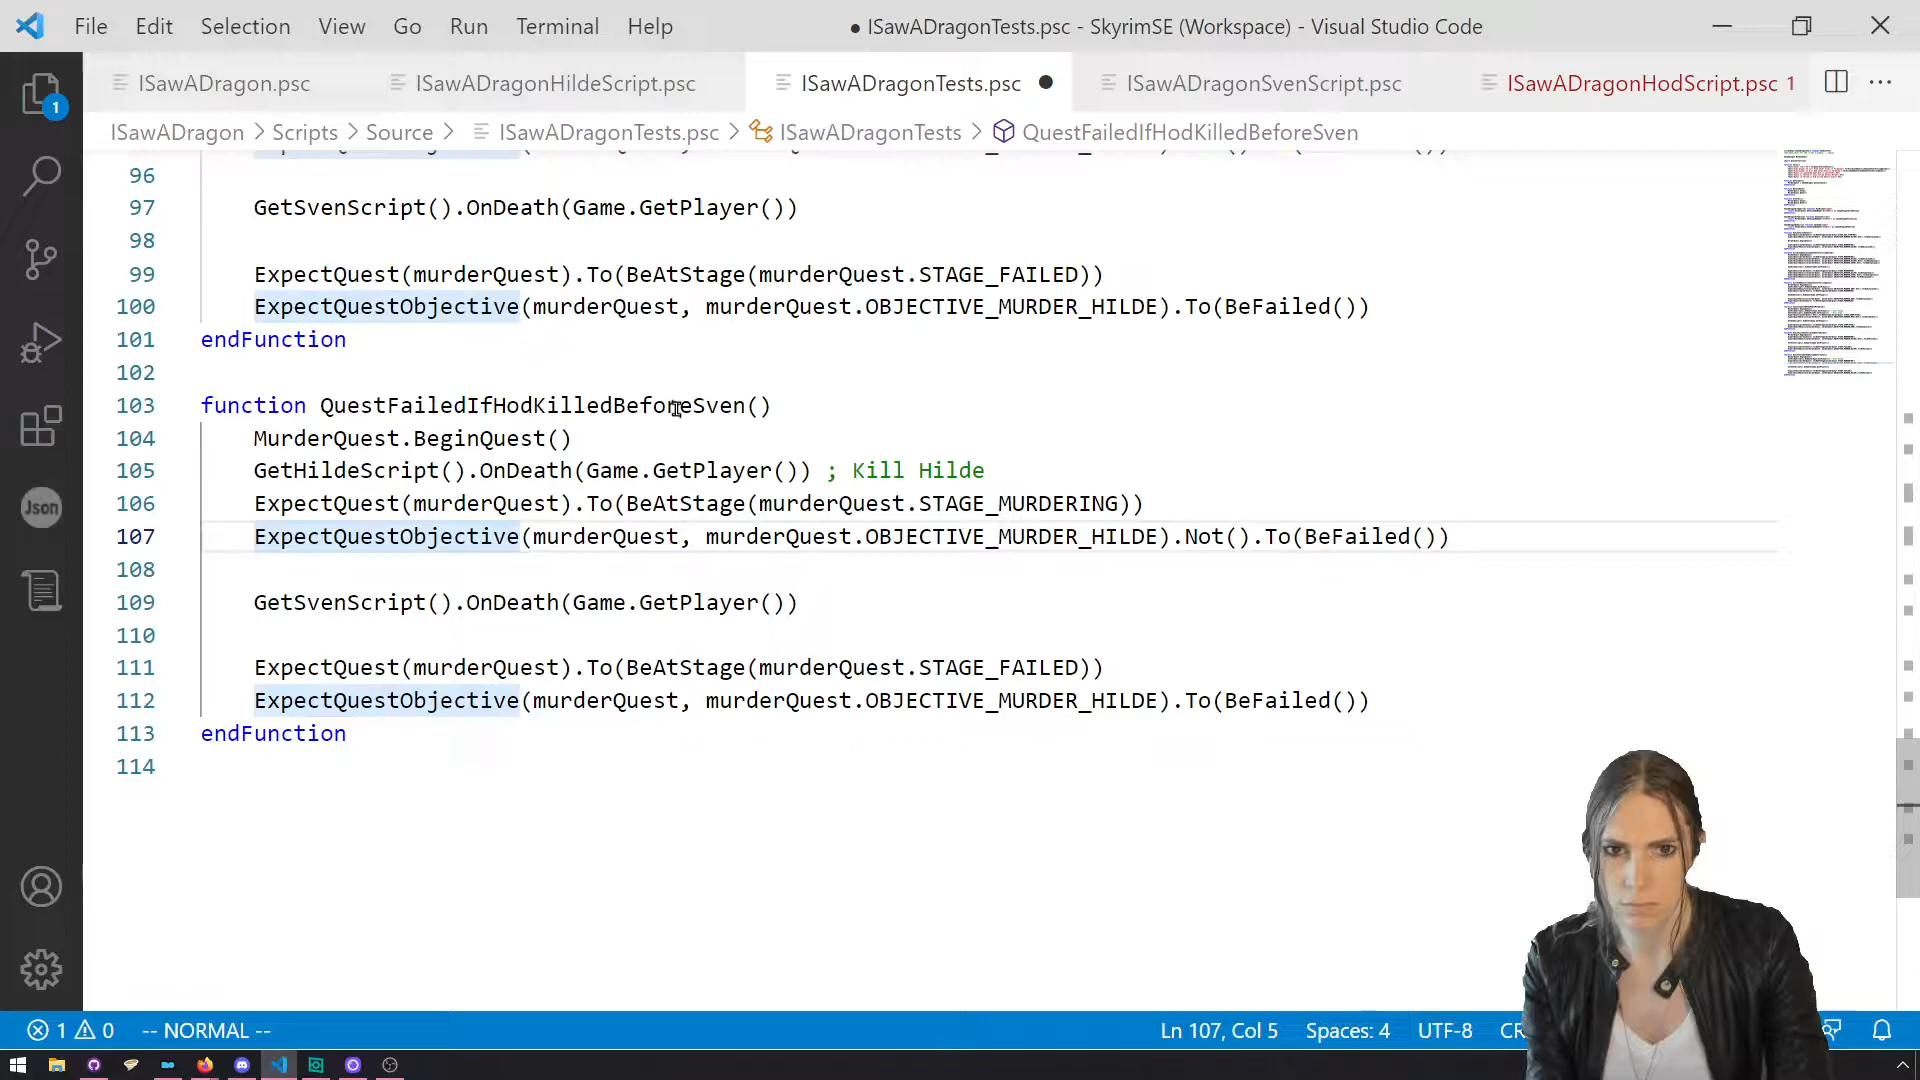 File Edit Selection View Go Run Terminal Help
● ISawADragonTests.psc - SkyrimSE (Workspace) - Visual Studio Code
ISawADragon.psc ISawADragonHildeScript.psc ISawADragonTests.psc ● ISawADragonSvenScript.psc ISawADragonHodScript.psc 1
1
ISawADragon > Scripts > Source > ISawADragonTests.psc > ISawADragonTests > QuestFailedIfHodKilledBeforeSven
96
97 GetSvenScript().OnDeath(Game.GetPlayer())
98
99 ExpectQuest(murderQuest).To(BeAtStage(murderQuest.STAGE_FAILED))
100 ExpectQuestObjective(murderQuest, murderQuest.OBJECTIVE_MURDER_HILDE).To(BeFailed())
101 endFunction
102
103 function QuestFailedIfHodKilledBeforeSven()
104 MurderQuest.BeginQuest()
105 GetHildeScript().OnDeath(Game.GetPlayer()) ; Kill Hilde
106 ExpectQuest(murderQuest).To(BeAtStage(murderQuest.STAGE_MURDERING))
107 ExpectQuestObjective(murderQuest, murderQuest.OBJECTIVE_MURDER_HILDE).Not().To(BeFailed())
108
109 GetSvenScript().OnDeath(Game.GetPlayer())
110
111 ExpectQuest(murderQuest).To(BeAtStage(murderQuest.STAGE_FAILED))
112 ExpectQuestObjective(murderQuest, murderQuest.OBJECTIVE_MURDER_HILDE).To(BeFailed())
113 endFunction
114
Json
1 0 -- NORMAL -- Ln 107, Col 5 Spaces: 4 UTF-8